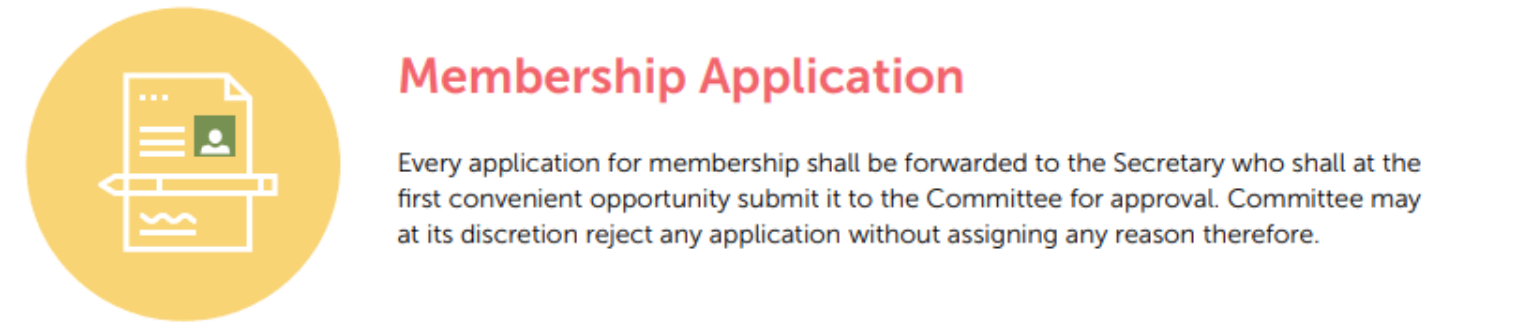 Membership Application
Every application for membership shall be forwarded to the Secretary who shall at the
first convenient opportunity submit it to the Committee for approval. Committee may
at its discretion reject any application without assigning any reason therefore.